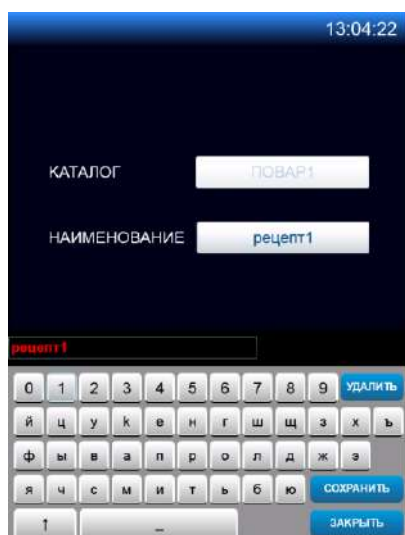 13:04:22
КАТАЛОГ ПОВАР1
НАИМЕНОВАНИЕ рецепт1
рецепт1
0 1 2 3 4 5 6 7 8 9 УДАЛИТЬ
й ц у k е н г ш щ з х ъ
ф ы в а п р о л д ж э
я ч с м и т ь б ю СОХРАНИТЬ
↑ _ ЗАКРЫТЬ